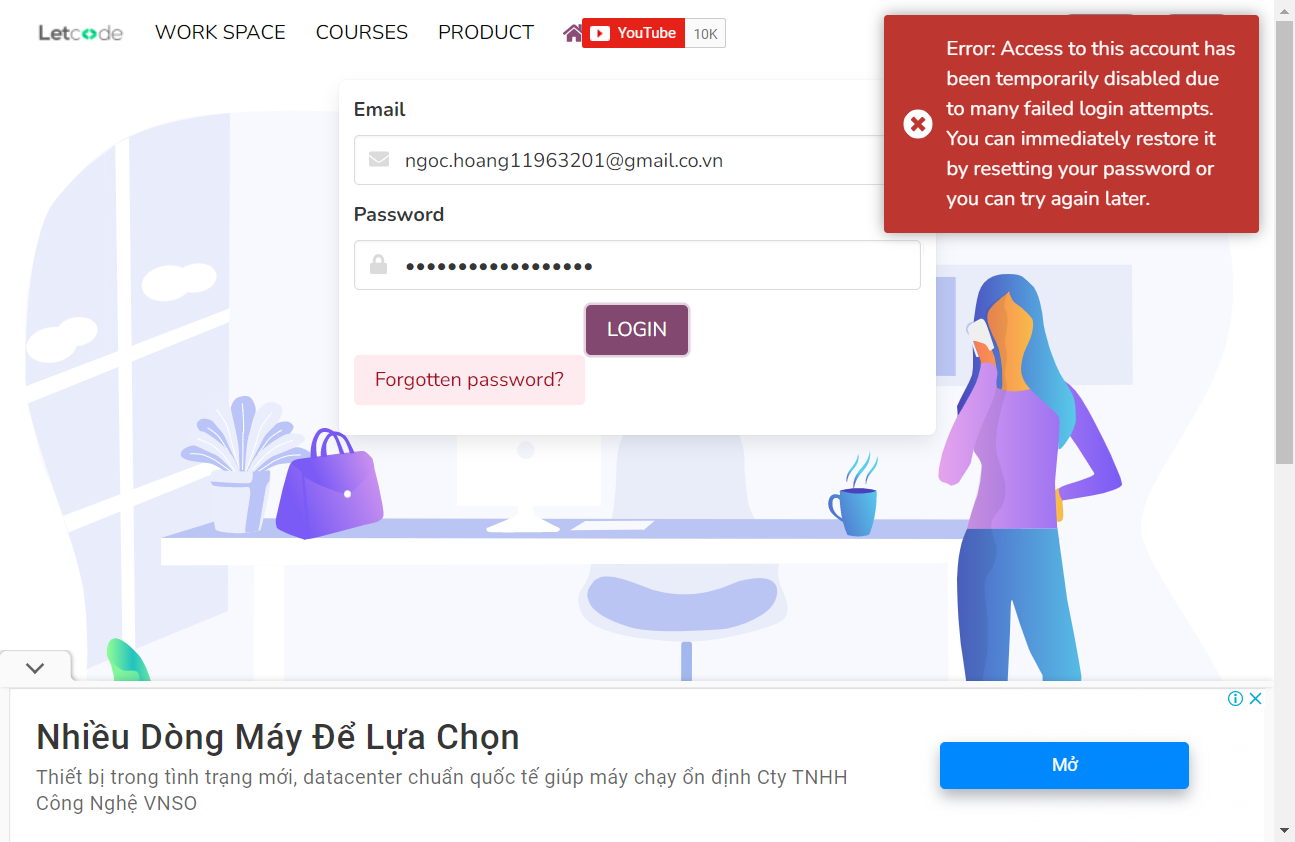 Letcode WORK SPACE COURSES PRODUCT YouTube 10K
Error: Access to this account has
been temporarily disabled due
to many failed login attempts.
You can immediately restore it
by resetting your password or
you can try again later.
Email
ngoc.hoang11963201@gmail.co.vn
Password
LOGIN
Forgotten password?
Nhiều Dòng Máy Để Lựa Chọn
Thiết bị trong tình trạng mới, datacenter chuẩn quốc tế giúp máy chạy ổn định Cty TNHH
Công Nghệ VNSO
Mở